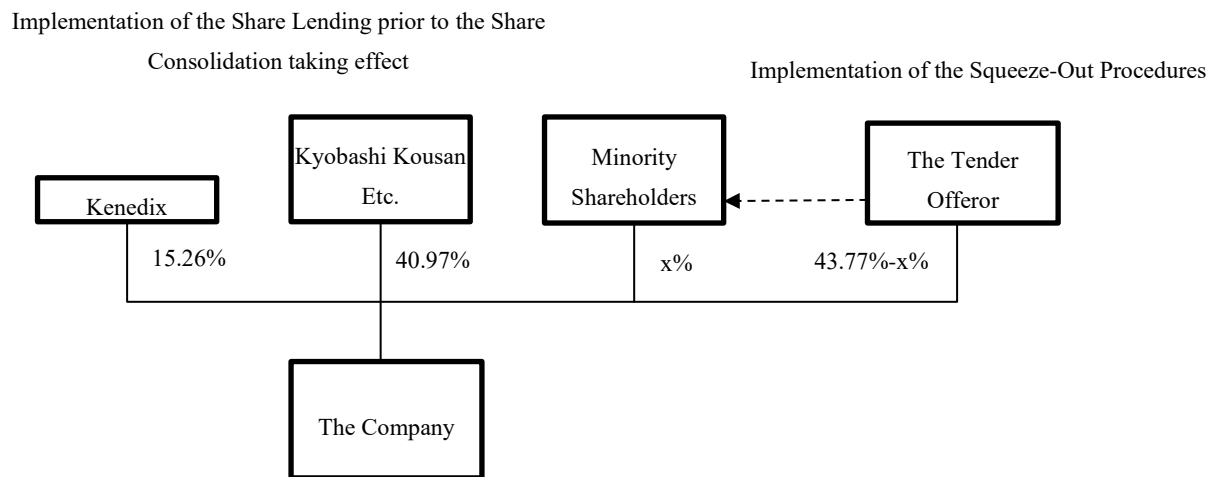 Implementation of the Share Lending prior to the Share
Consolidation taking effect
Implementation of the Squeeze-Out Procedures
Kenedix
Kyobashi Kousan
Etc.
Minority
Shareholders
The Tender
Offeror
15.26%
40.97%
x%
43.77%-x%
The Company